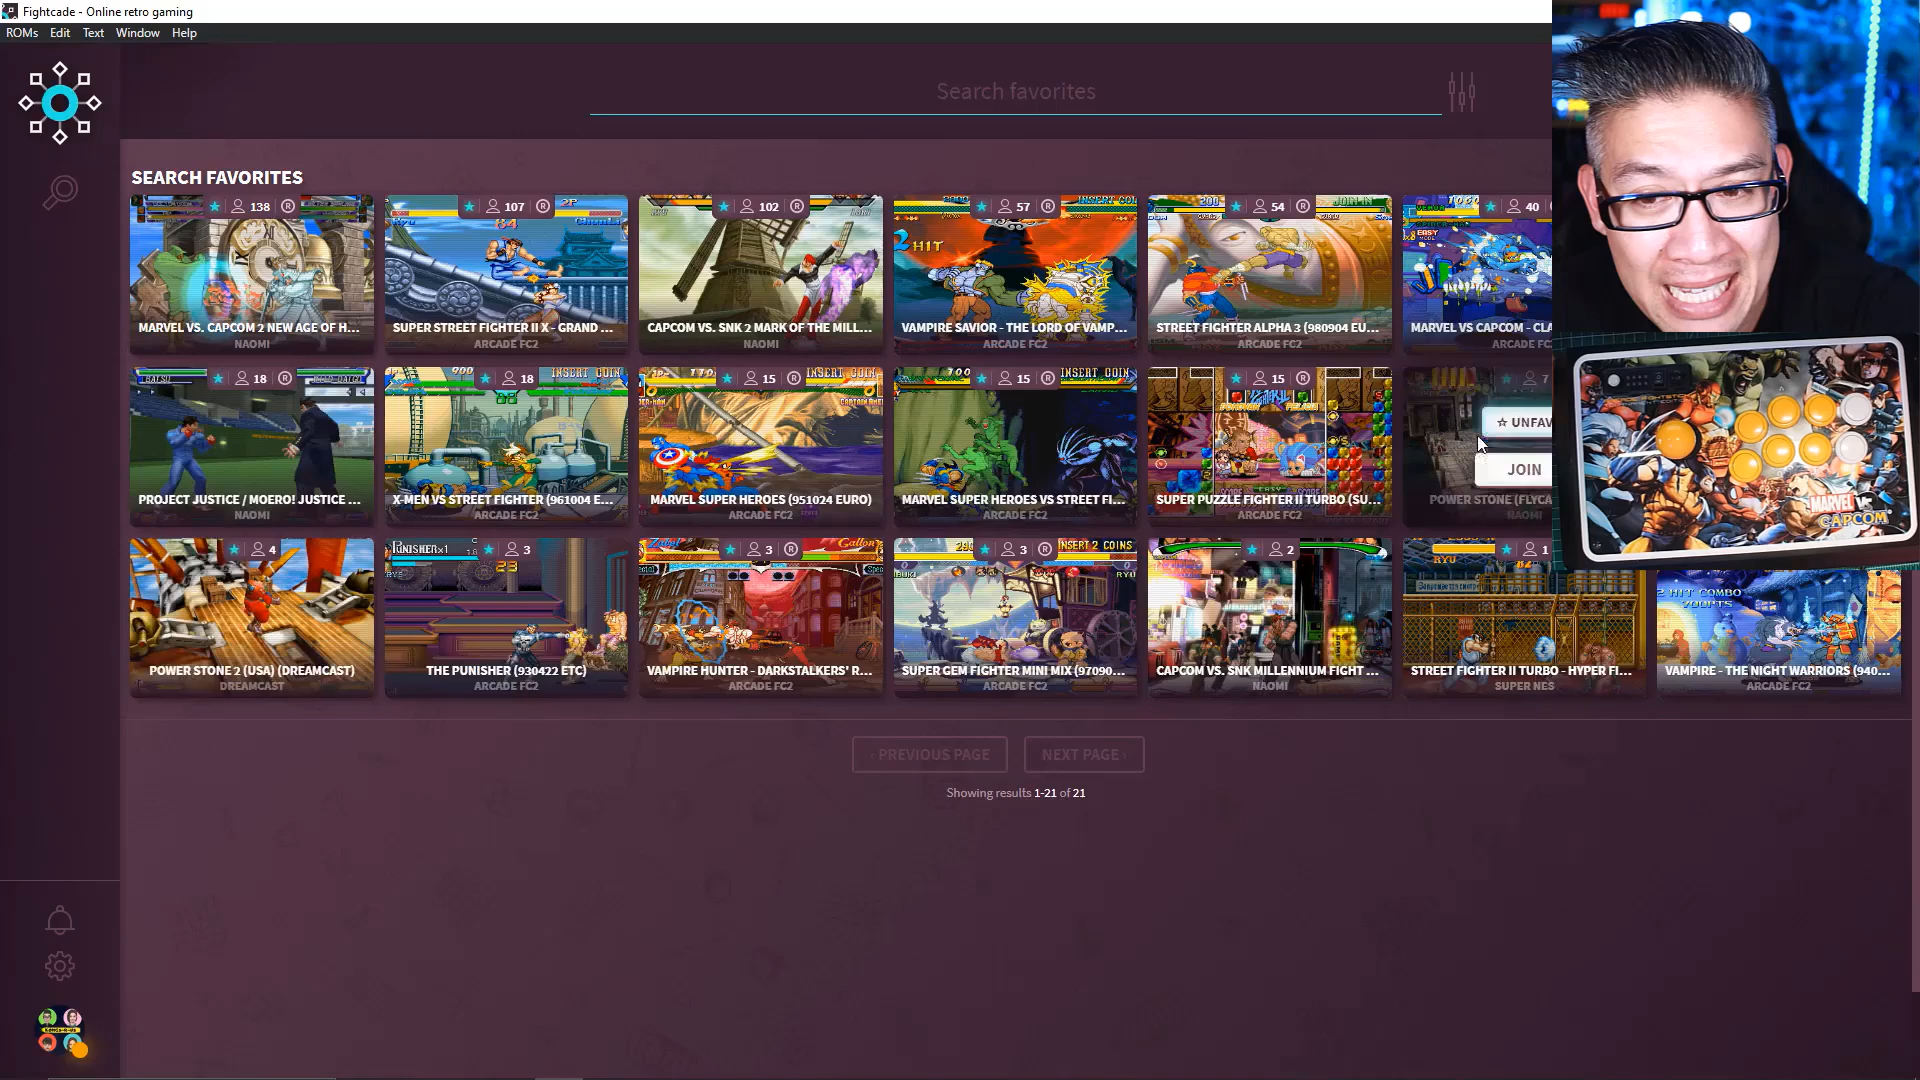 Fightcade - Online retro gaming
ROMs Edit Text Window Help
Search favorites
SEARCH FAVORITES
138 R
107 R
102 R
57 R
54 R
40
MARVEL VS. CAPCOM 2 NEW AGE OF H...
NAOMI
SUPER STREET FIGHTER II X - GRAND ...
ARCADE FC2
CAPCOM VS. SNK 2 MARK OF THE MILL...
NAOMI
VAMPIRE SAVIOR - THE LORD OF VAMP...
ARCADE FC2
STREET FIGHTER ALPHA 3 (980904 EU...
ARCADE FC2
MARVEL VS CAPCOM - CLA
ARCADE FC
18 R
18
15 R
15 R
15 R
7
UNFAV
JOIN
PROJECT JUSTICE / MOERO! JUSTICE ...
NAOMI
X-MEN VS STREET FIGHTER (961004 E...
ARCADE FC2
MARVEL SUPER HEROES (951024 EURO)
ARCADE FC2
MARVEL SUPER HEROES VS STREET FI...
ARCADE FC2
SUPER PUZZLE FIGHTER II TURBO (SU...
ARCADE FC2
POWER STONE (FLYCA
NAOMI
MARVEL VS CAPCOM
4
3
3 R
3 R
2
1
POWER STONE 2 (USA) (DREAMCAST)
DREAMCAST
THE PUNISHER (930422 ETC)
ARCADE FC2
VAMPIRE HUNTER - DARKSTALKERS' R...
ARCADE FC2
SUPER GEM FIGHTER MINI MIX (97090...
ARCADE FC2
CAPCOM VS. SNK MILLENNIUM FIGHT ...
NAOMI
STREET FIGHTER II TURBO - HYPER FI...
SUPER NES
VAMPIRE - THE NIGHT WARRIORS (940...
ARCADE FC2
‹ PREVIOUS PAGE
NEXT PAGE ›
Showing results 1-21 of 21